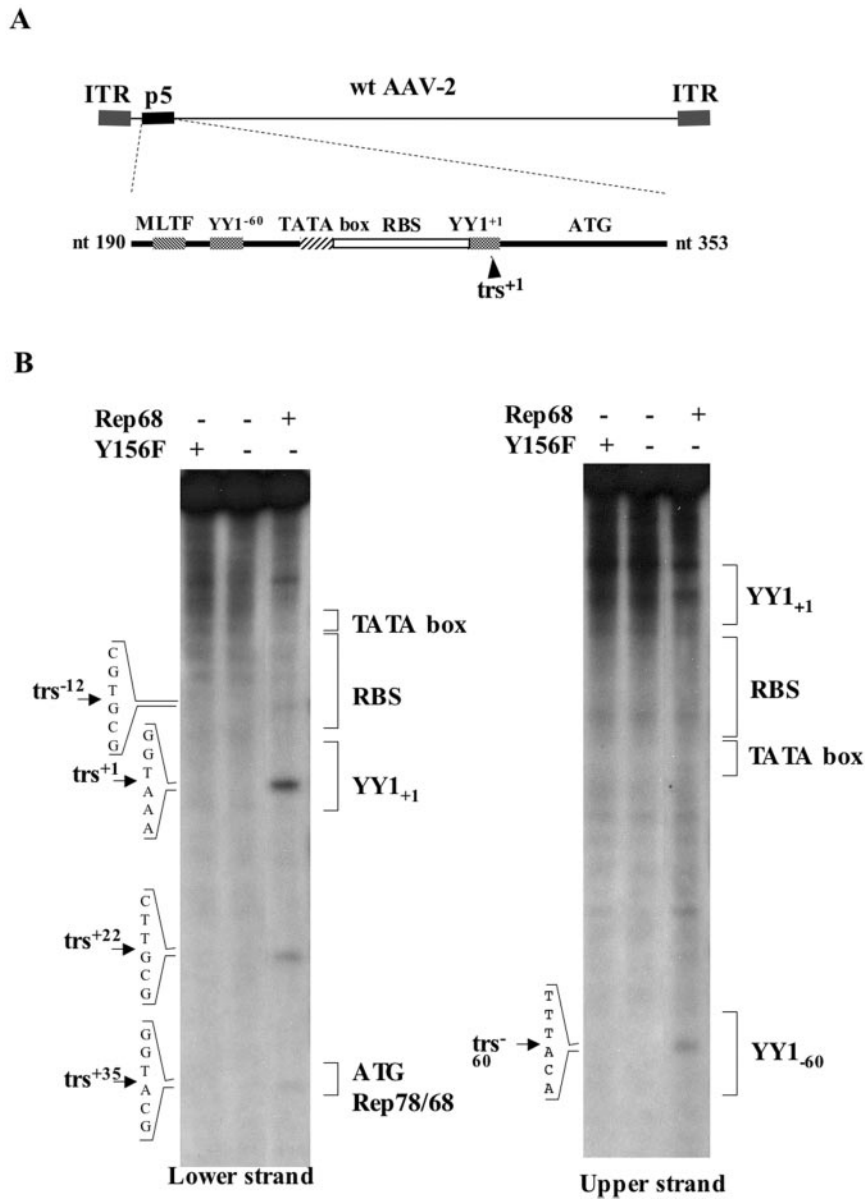 A
ITR p5 wt AAV-2 ITR
MLTF YY1-60 TATA box RBS YY1+1 ATG
nt 190 nt 353
trs+1
B
Rep68 - - +
Y156F + - -
TATA box
RBS
YY1+1
ATG
Rep78/68
trs-12
C
G
T
G
C
G
trs+1
G
G
T
A
A
A
trs+22
C
T
T
G
C
G
trs+35
G
G
T
A
C
G
Lower strand
Rep68 - - +
Y156F + - -
YY1+1
RBS
TATA box
YY1-60
trs-
60
T
T
T
A
C
A
Upper strand